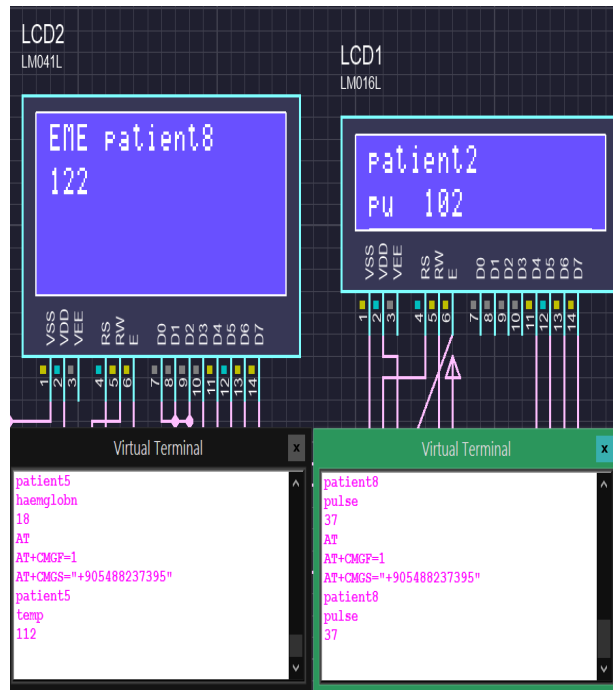 LCD2
LM041L
EME patient8
122
VSS VDD VEE RS RW E D0 D1 D2 D3 D4 D5 D6 D7
1 2 3 4 5 6 7 8 9 10 11 12 13 14
LCD1
LM016L
patient2
pu 102
VSS VDD VEE RS RW E D0 D1 D2 D3 D4 D5 D6 D7
1 2 3 4 5 6 7 8 9 10 11 12 13 14
Virtual Terminal x
patient5
haemglobn
18
AT
AT+CMGF=1
AT+CMGS="+905488237395"
patient5
temp
112
Virtual Terminal x
patient8
pulse
37
AT
AT+CMGF=1
AT+CMGS="+905488237395"
patient8
pulse
37